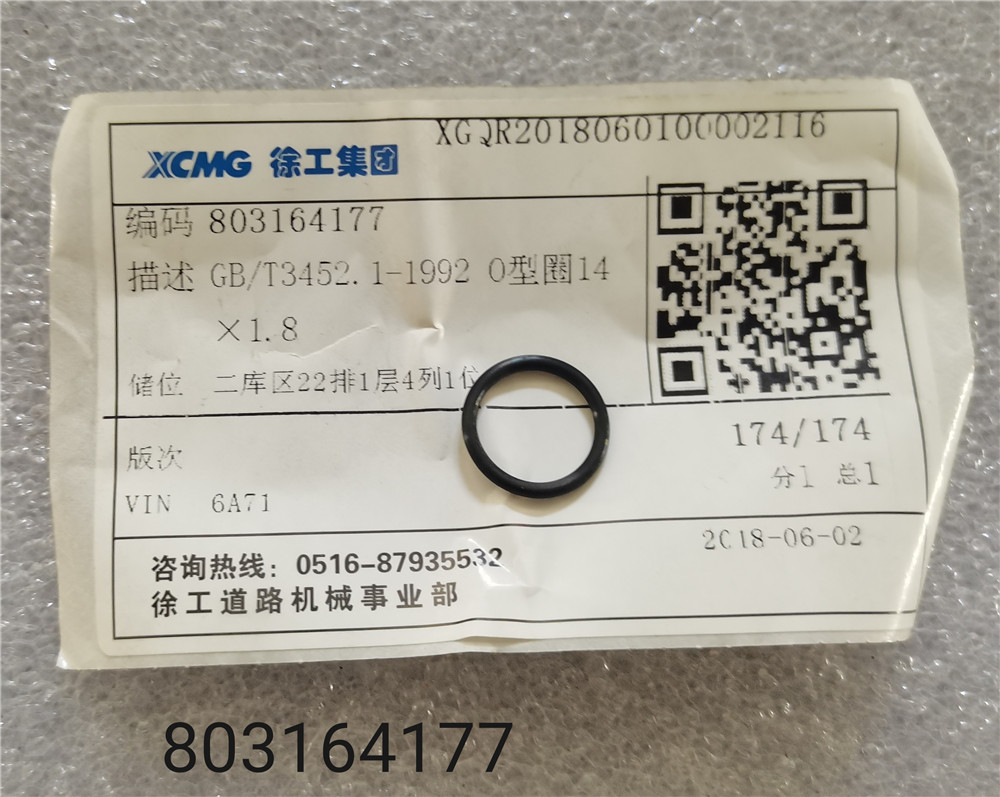 XGQR20180601000002116
XCMG 徐工集团
编码 803164177
描述 GB/T3452.1-1992 O型圈14
×1.8
储位 二库区22排1层4列1位
版次
174/174
VIN 6A71
分1 总1
2018-06-02
咨询热线：0516-87935532
徐工道路机械事业部
803164177